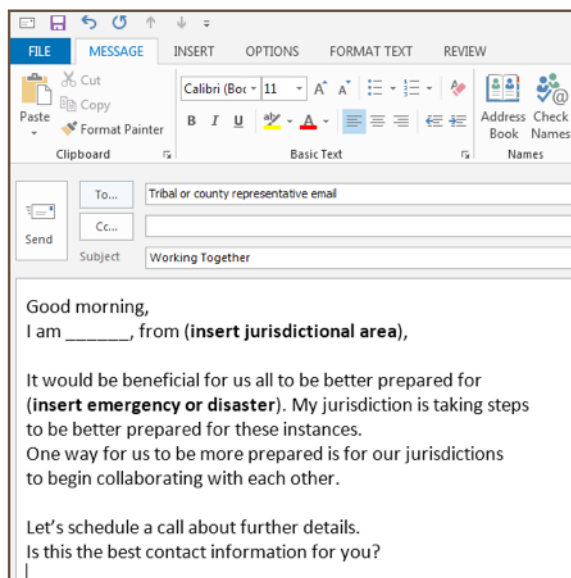 FILE MESSAGE INSERT OPTIONS FORMAT TEXT REVIEW
Paste
Cut
Copy
Format Painter
Clipboard
Calibri (Boc 11 A A
B I U aby A
Basic Text
Address Book
Check Names
Names
Send
To... Tribal or county representative email
Cc...
Subject Working Together
Good morning,
I am ______, from (insert jurisdictional area),
It would be beneficial for us all to be better prepared for
(insert emergency or disaster). My jurisdiction is taking steps
to be better prepared for these instances.
One way for us to be more prepared is for our jurisdictions
to begin collaborating with each other.
Let's schedule a call about further details.
Is this the best contact information for you?